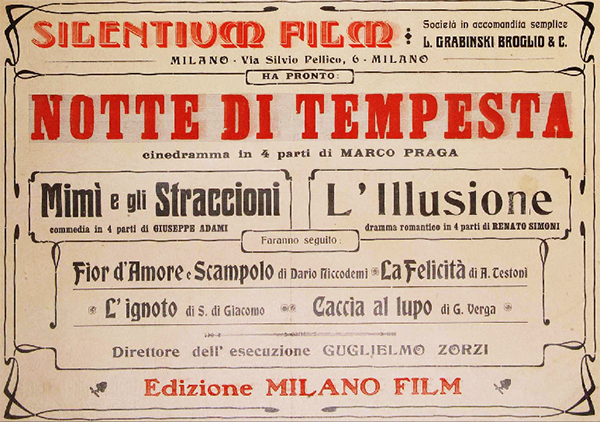 SILENTIUM FILM :
Società in accomandita semplice
L. GRABINSKI BROGLIO & C.
MILANO - Via Silvio Pellico, 6 - MILANO
HA PRONTO:
NOTTE DI TEMPESTA
cinedramma in 4 parti di MARCO PRAGA
Mimì e gli Straccioni
commedia in 4 parti di GIUSEPPE ADAMI
L'Illusione
dramma romantico in 4 parti di RENATO SIMONI
Faranno seguito:
Fior d'Amore e Scampolo di Dario Niccodemi La Felicità di A. Testoni
L'ignoto di S. di Giacomo Caccia al lupo di G. Verga
Direttore dell' esecuzione GUGLIELMO ZORZI
Edizione MILANO FILM